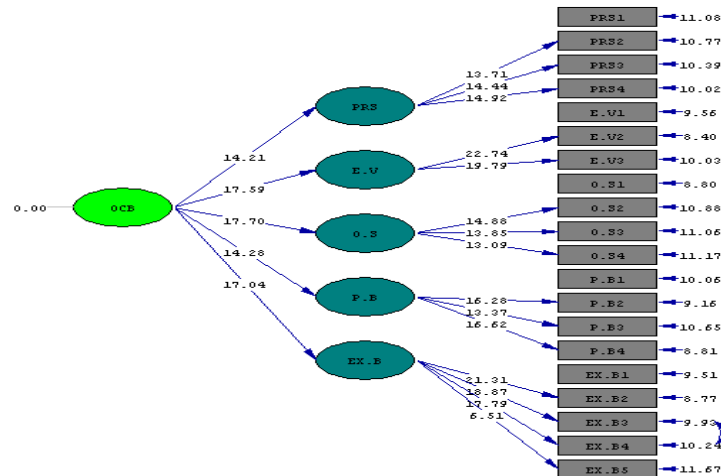 PRS1 11.08
PRS2 10.77
PRS3 10.39
PRS4 10.02
E.V1 9.56
E.V2 8.40
E.V3 10.03
O.S1 8.80
O.S2 10.88
O.S3 11.06
O.S4 11.17
P.B1 10.06
P.B2 9.16
P.B3 10.65
P.B4 8.81
EX.B1 9.51
EX.B2 8.77
EX.B3 9.93
EX.B4 10.24
EX.B5 11.67
13.71
14.44
14.92
22.74
19.79
14.88
13.85
13.09
16.28
13.37
16.62
21.31
18.87
17.79
6.51
PRS
E.V
O.S
P.B
EX.B
14.21
17.59
17.70
14.28
17.04
0.00
OCB